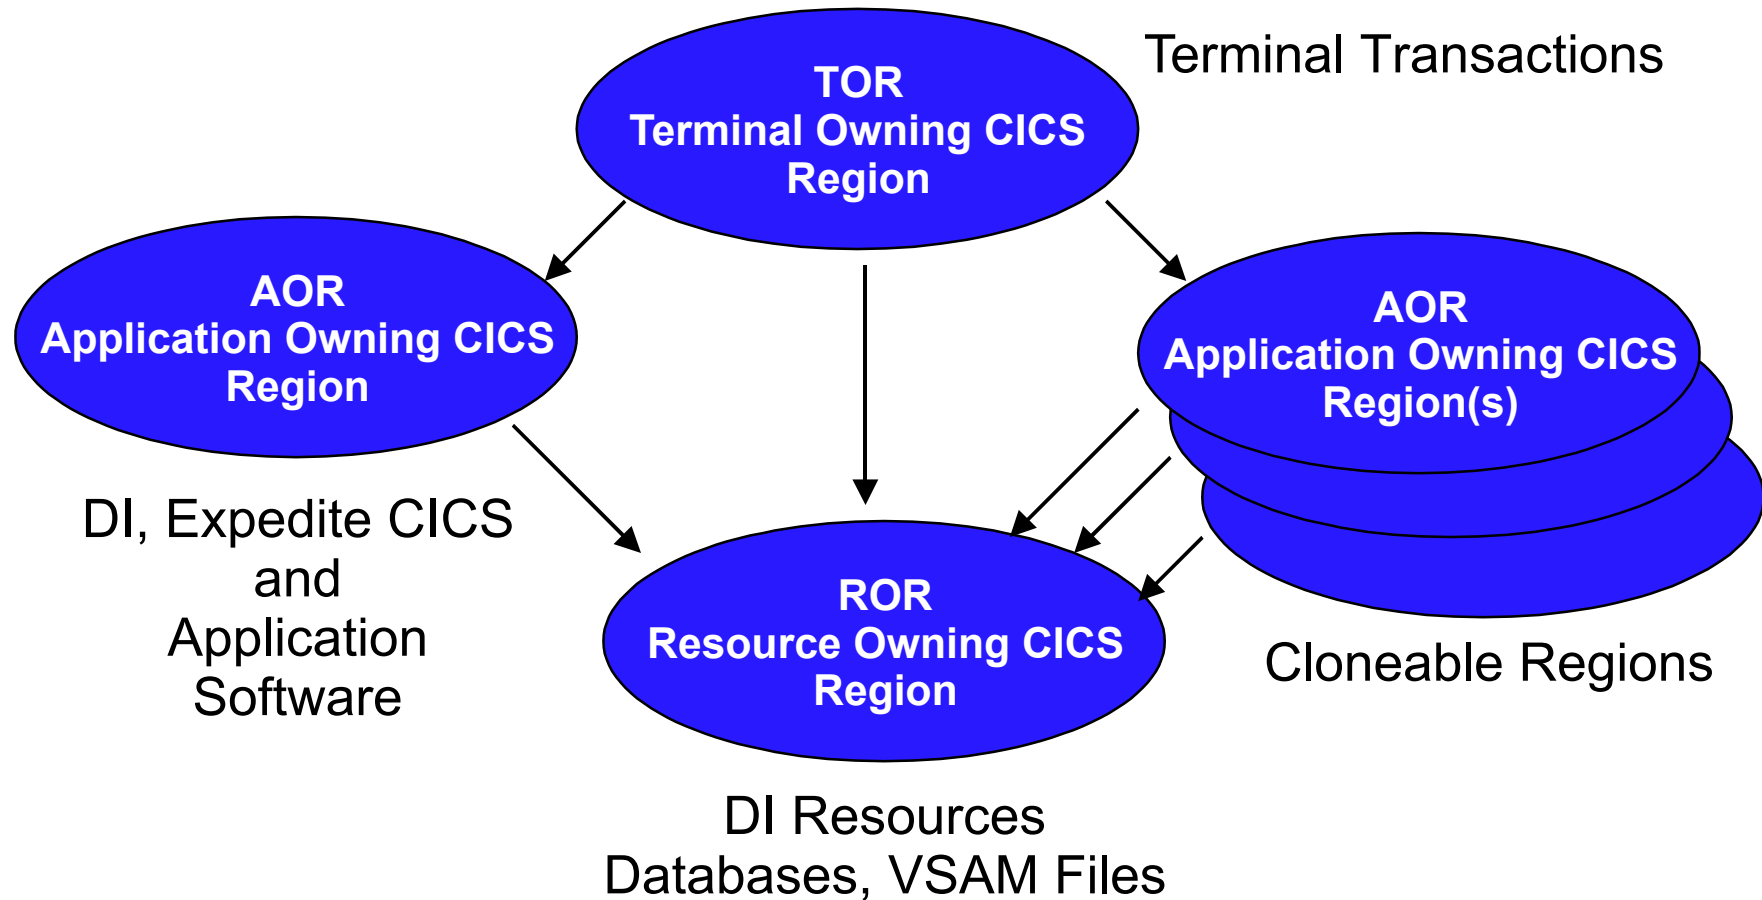 Terminal Transactions
TOR
Terminal Owning CICS
Region
AOR
Application Owning CICS
Region
AOR
Application Owning CICS
Region(s)
DI, Expedite CICS
and
Application
Software
ROR
Resource Owning CICS
Region
Cloneable Regions
DI Resources
Databases, VSAM Files